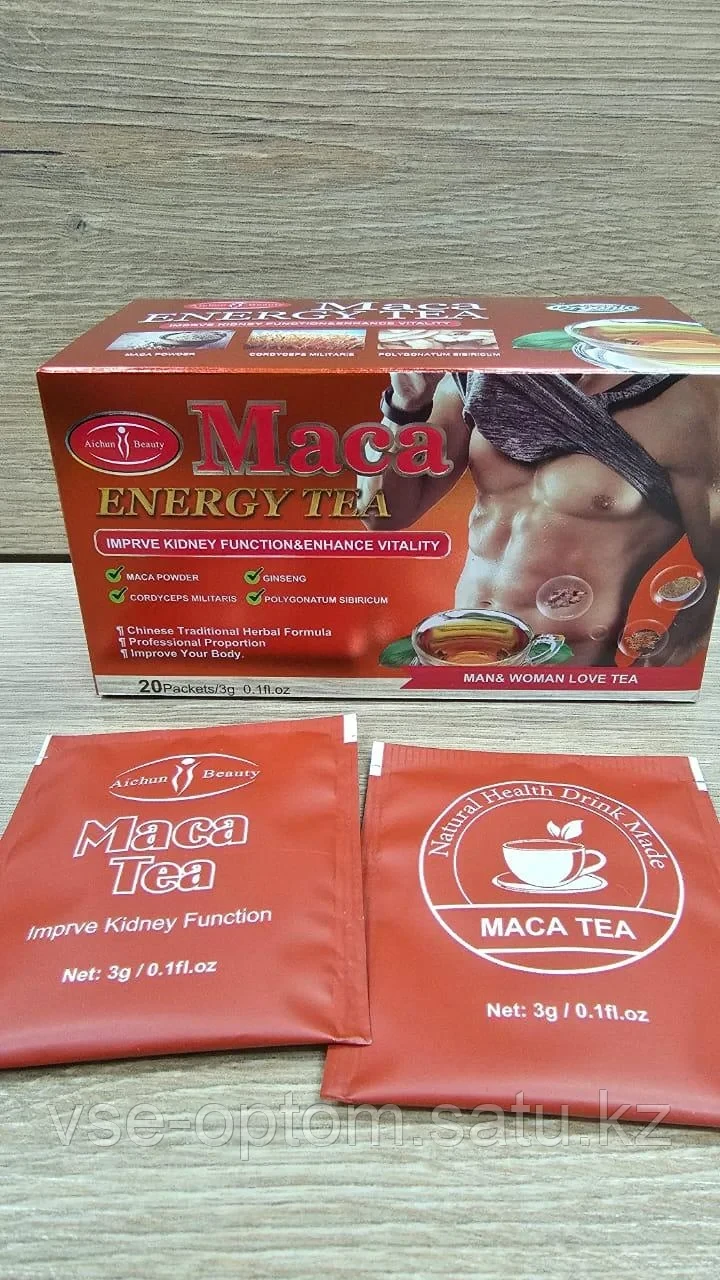 Aichun Beauty Maca
ENERGY TEA
IMPRVE KIDNEY FUNCTION&ENHANCE VITALITY
MACA POWDER CORDYCEPS MILITARIS POLYGONATUM SIBIRICUM
Aichun Beauty
Maca
ENERGY TEA
IMPRVE KIDNEY FUNCTION&ENHANCE VITALITY
MACA POWDER GINSENG
CORDYCEPS MILITARIS POLYGONATUM SIBIRICUM
¶ Chinese Traditional Herbal Formula
¶ Professional Proportion
¶ Improve Your Body.
20Packets/3g 0.1fl.oz
MAN& WOMAN LOVE TEA
Aichun Beauty
Maca
Tea
Imprve Kidney Function
Net: 3g / 0.1fl.oz
Natural Health Drink Made
MACA TEA
Net: 3g / 0.1fl.oz
vse-optom.satu.kz